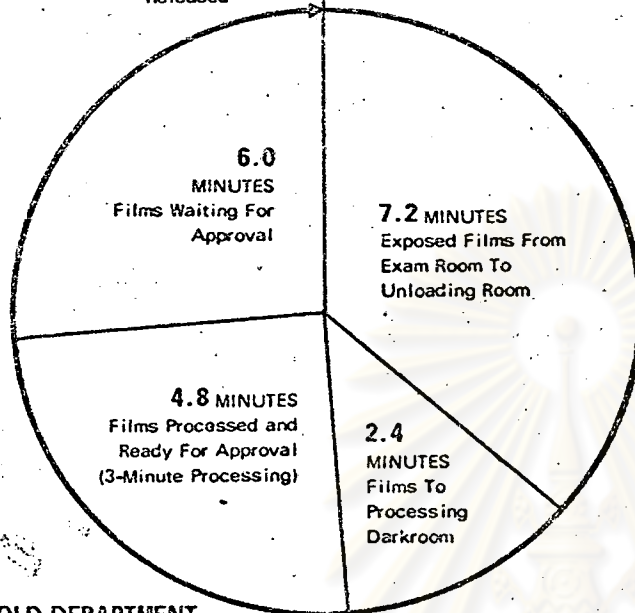 6.0
MINUTES
Films Waiting For
Approval
7.2 MINUTES
Exposed Films From
Exam Room To
Unloading Room
4.8 MINUTES
Films Processed and
Ready For Approval
(3-Minute Processing)
2.4
MINUTES
Films To
Processing
Darkroom
OLD DEPARTMENT